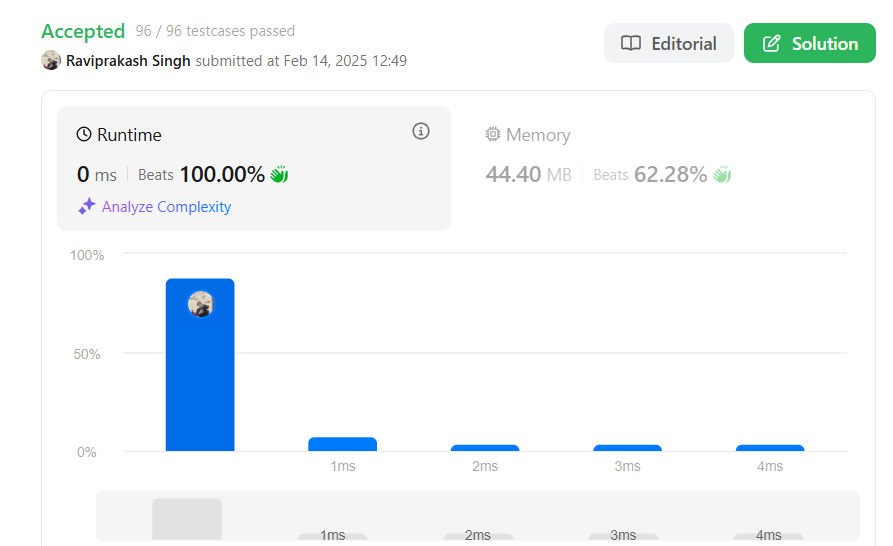 Accepted 96 / 96 testcases passed
Raviprakash Singh submitted at Feb 14, 2025 12:49
Editorial
Solution
Runtime
0 ms Beats 100.00%
Analyze Complexity
Memory
44.40 MB Beats 62.28%
100%
50%
0%
1ms 2ms 3ms 4ms
1ms 2ms 3ms 4ms